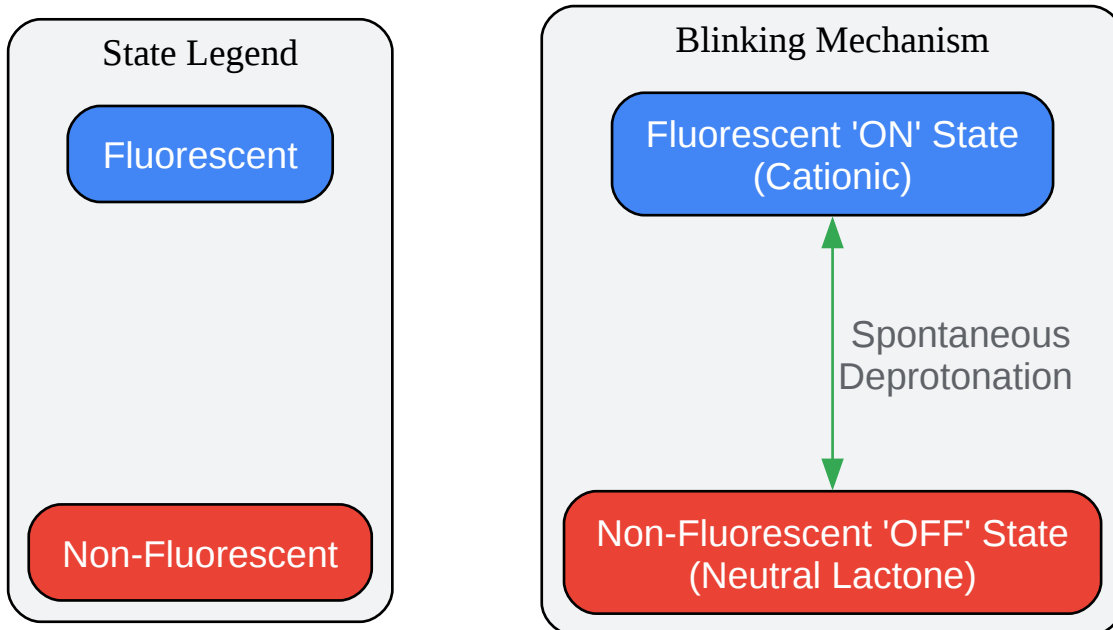 State Legend
Fluorescent
Non-Fluorescent
Blinking Mechanism
Fluorescent 'ON' State
(Cationic)
Spontaneous
Deprotonation
Non-Fluorescent 'OFF' State
(Neutral Lactone)